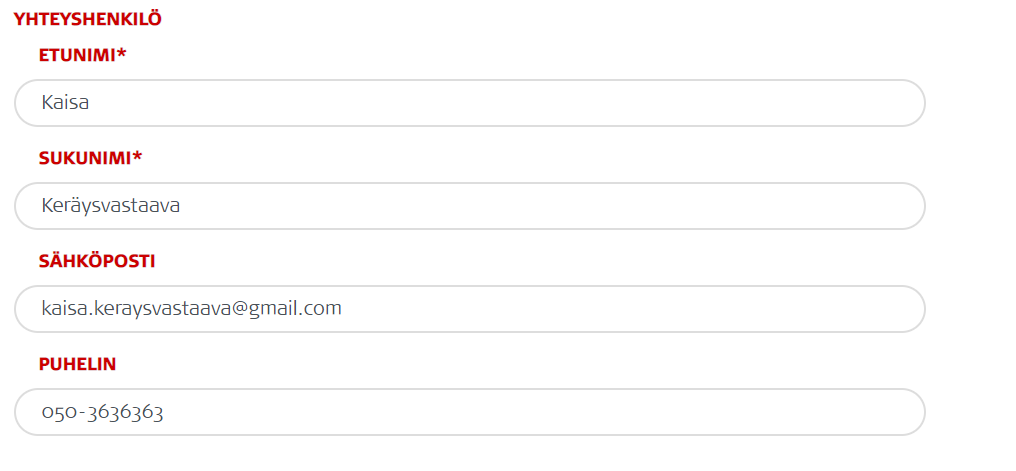 YHTEYSHENKILÖ
ETUNIMI*
Kaisa
SUKUNIMI*
Keräysvastaava
SÄHKÖPOSTI
kaisa.keraysvastaava@gmail.com
PUHELIN
050-3636363